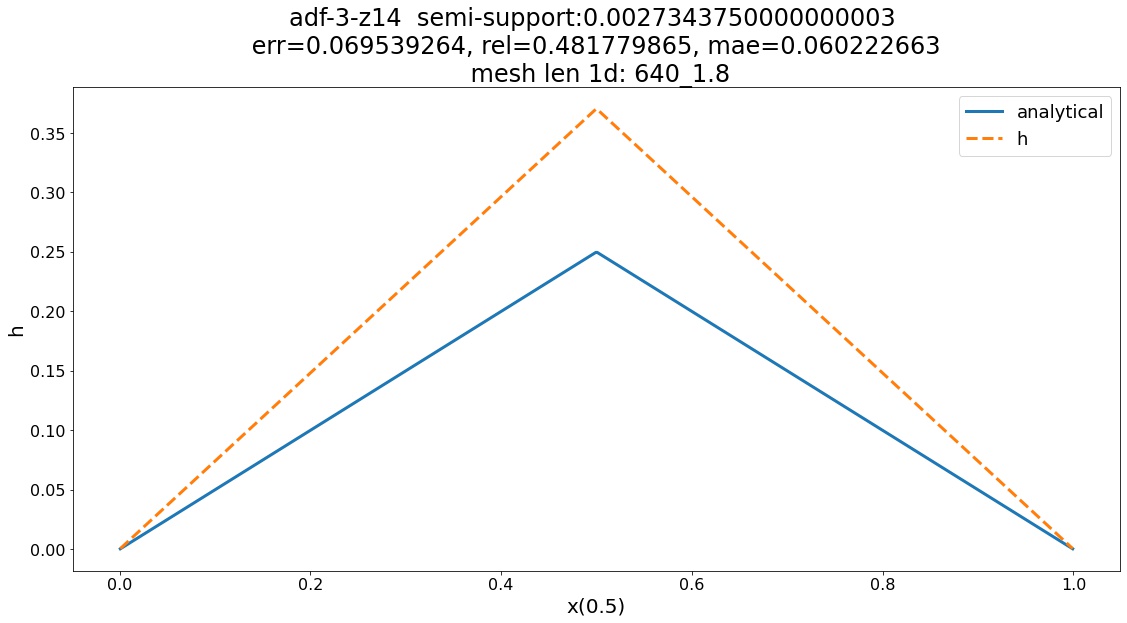 adf-3-z14  semi-support:0.0027343750000000003
err=0.069539264, rel=0.481779865, mae=0.060222663
mesh len 1d: 640_1.8
analytical
h
h
0.35
0.30
0.25
0.20
0.15
0.10
0.05
0.00
0.0 0.2 0.4 0.6 0.8 1.0
x(0.5)